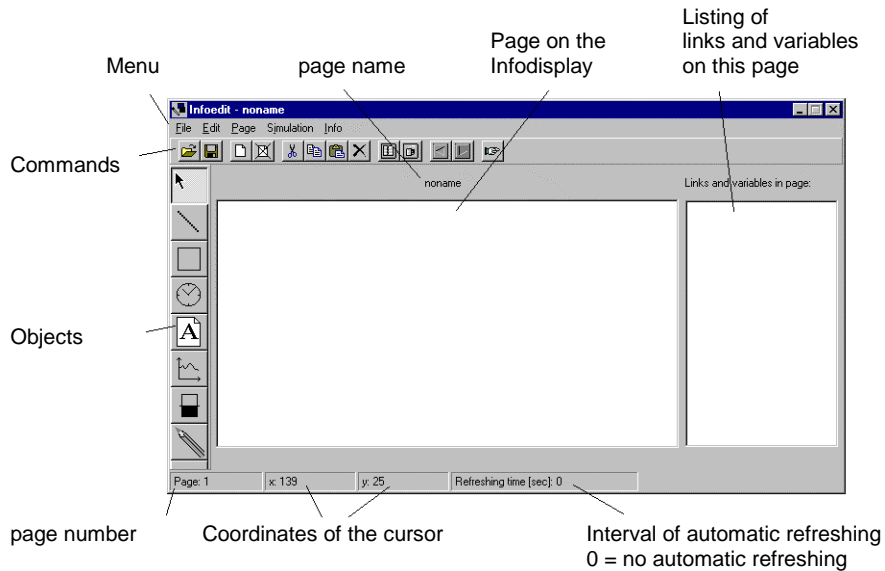 Listing of
Page on the links and variables
Menu page name Infodisplay on this page
Infoedit - noname
File Edit Page Simulation Info
Commands
noname Links and variables in page:
Objects
A
Page: 1 x: 139 y: 25 Refreshing time [sec]: 0
page number Coordinates of the cursor Interval of automatic refreshing
0 = no automatic refreshing